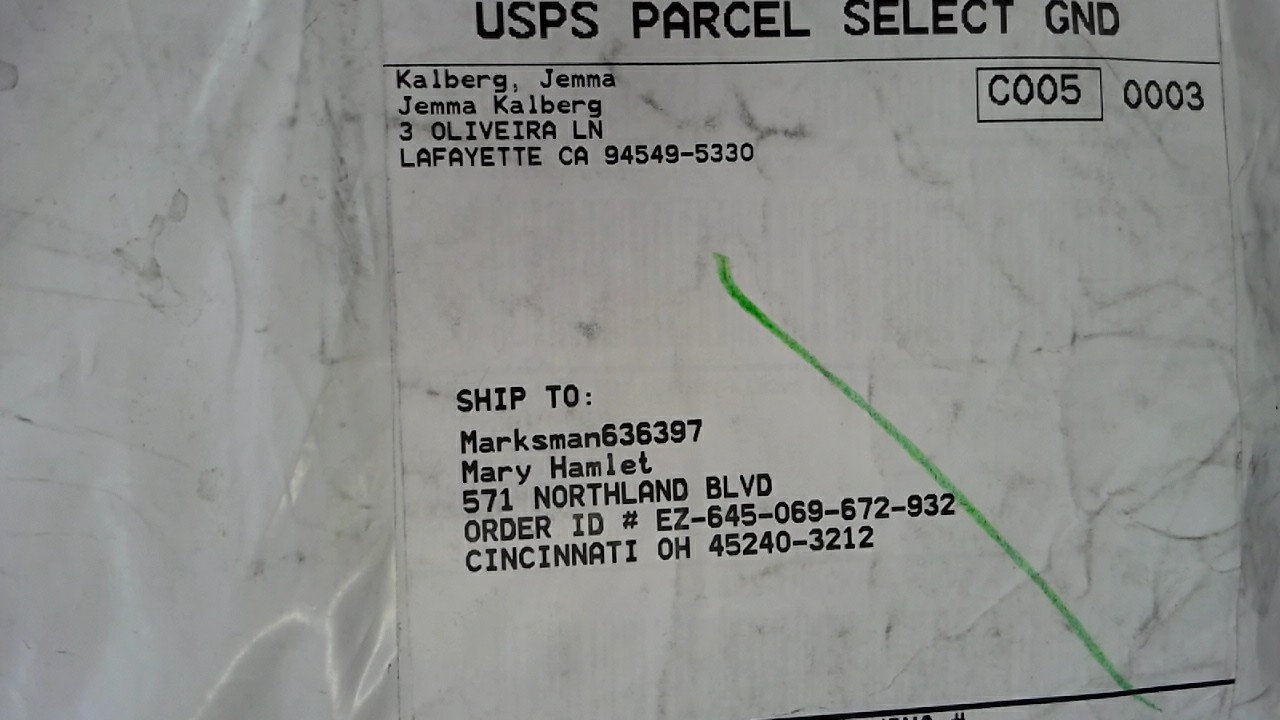 USPS PARCEL SELECT GND
Kalberg, Jemma
Jemma Kalberg
3 OLIVEIRA LN
LAFAYETTE CA 94549-5330
C005 0003
SHIP TO:
Marksman636397
Mary Hamlet
571 NORTHLAND BLVD
ORDER ID # EZ-645-069-672-932
CINCINNATI OH 45240-3212